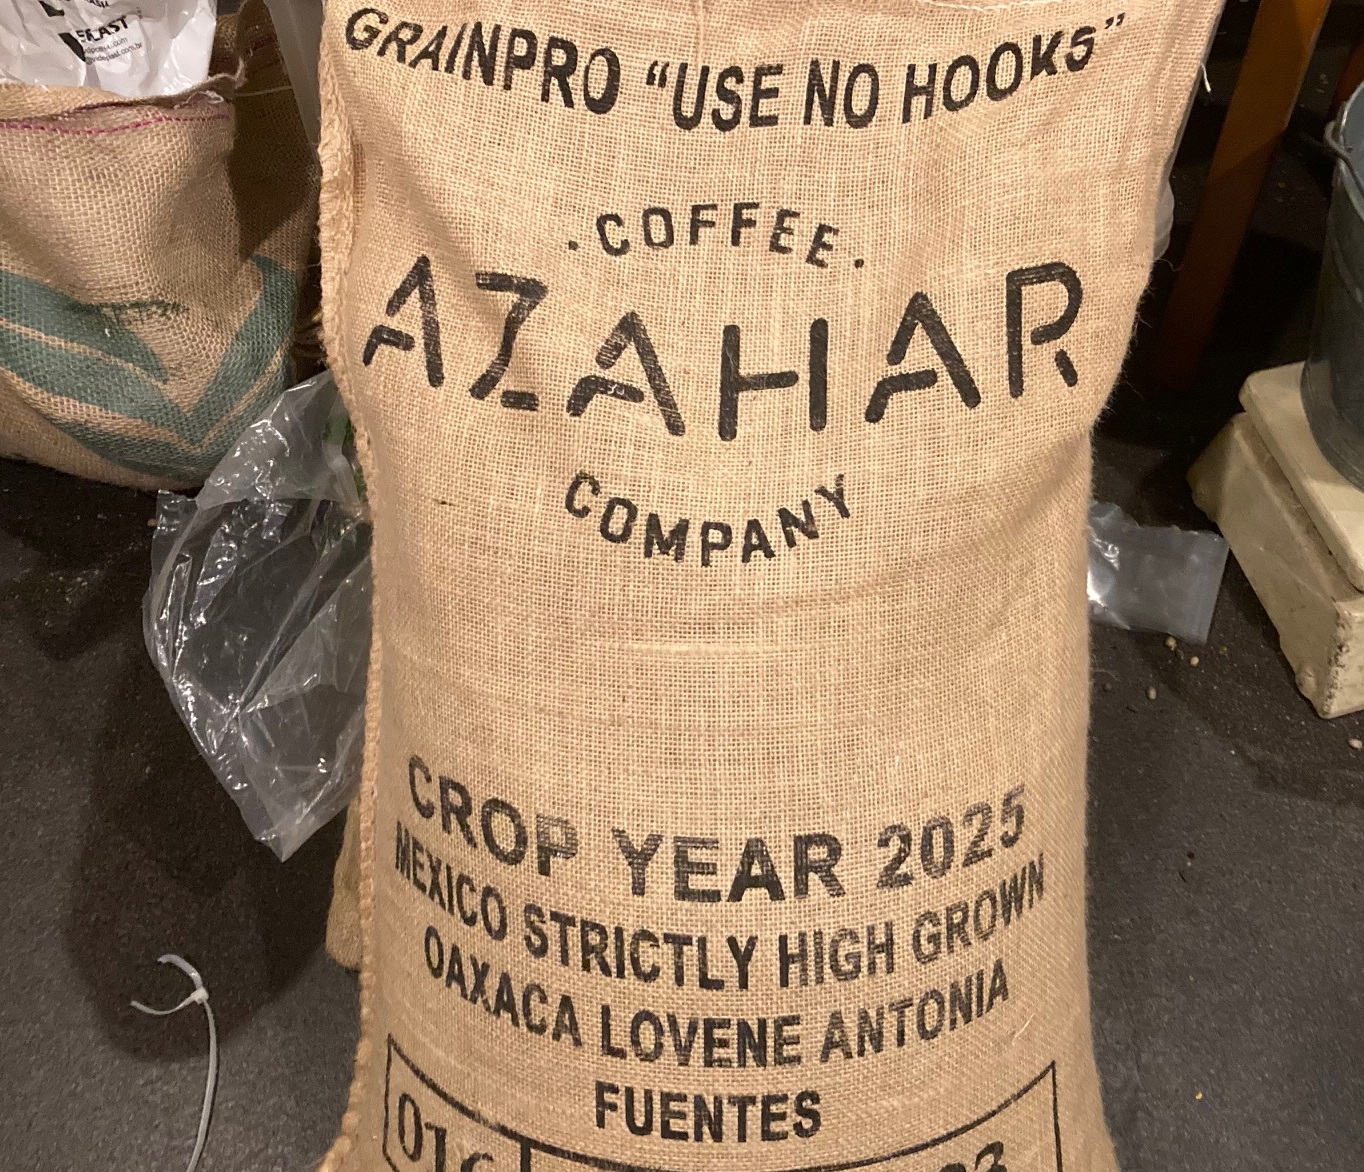 GRAINPRO “USE NO HOOKS”
· COFFEE ·
AZAHAR
COMPANY
CROP YEAR 2025
MEXICO STRICTLY HIGH GROWN
OAXACA LOVENE ANTONIA
FUENTES